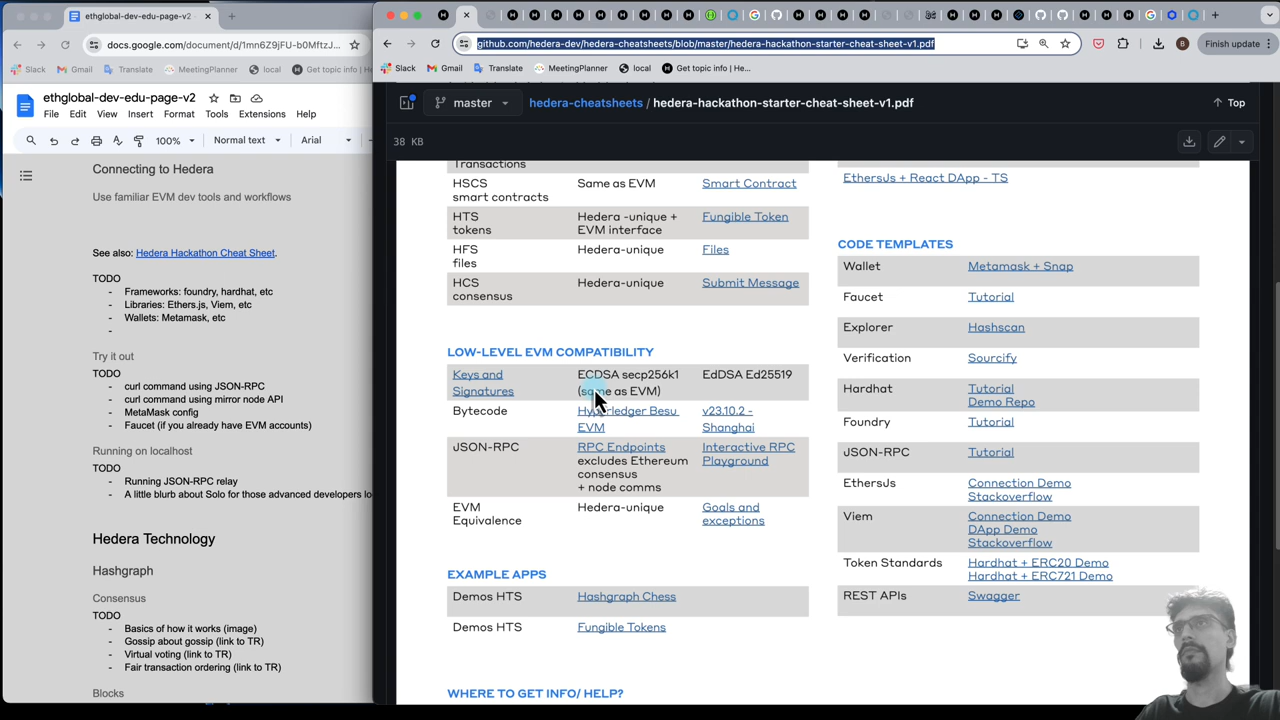 ethglobal-dev-edu-page-v2
docs.google.com/document/d/1mn6Z9jFU-b0MftzJ...
Slack
Gmail
Translate
MeetingPlanner
local
Get topic info |
ethglobal-dev-edu-page-v2
File Edit View Insert Format Tools Extensions Help
100%
Normal text
Arial
Connecting to Hedera
Use familiar EVM dev tools and workflows
See also: Hedera Hackathon Cheat Sheet.
TODO
- Frameworks: foundry, hardhat, etc
- Libraries: Ethers.js, Viem, etc
- Wallets: Metamask, etc
-
Try it out
TODO
- curl command using JSON-RPC
- curl command using mirror node API
- MetaMask config
- Faucet (if you already have EVM accounts)
Running on localhost
TODO
- Running JSON-RPC relay
- A little blurb about Solo for those advanced developers lo
Hedera Technology
Hashgraph
Consensus
TODO
- Basics of how it works (image)
- Gossip about gossip (link to TR)
- Virtual voting (link to TR)
- Fair transaction ordering (link to TR)
Blocks
github.com/hedera-dev/hedera-cheatsheets/blob/master/hedera-hackathon-starter-cheat-sheet-v1.pdf
B
Finish update
Slack
Gmail
Translate
MeetingPlanner
local
Get topic info | He...
master
hedera-cheatsheets / hedera-hackathon-starter-cheat-sheet-v1.pdf
Top
38 KB
Transactions
HSCS
smart contracts
Same as EVM
Smart Contract
HTS
tokens
Hedera -unique +
EVM interface
Fungible Token
HFS
files
Hedera-unique
Files
HCS
consensus
Hedera-unique
Submit Message
LOW-LEVEL EVM COMPATIBILITY
Keys and
Signatures
ECDSA secp256k1
(same as EVM)
EdDSA Ed25519
Bytecode
Hyperledger Besu
EVM
v23.10.2 -
Shanghai
JSON-RPC
RPC Endpoints
excludes Ethereum
consensus
+ node comms
Interactive RPC
Playground
EVM
Equivalence
Hedera-unique
Goals and
exceptions
EXAMPLE APPS
Demos HTS
Hashgraph Chess
Demos HTS
Fungible Tokens
WHERE TO GET INFO/ HELP?
EthersJs + React DApp - TS
CODE TEMPLATES
Wallet
Metamask + Snap
Faucet
Tutorial
Explorer
Hashscan
Verification
Sourcify
Hardhat
Tutorial
Demo Repo
Foundry
Tutorial
JSON-RPC
Tutorial
EthersJs
Connection Demo
Stackoverflow
Viem
Connection Demo
DApp Demo
Stackoverflow
Token Standards
Hardhat + ERC20 Demo
Hardhat + ERC721 Demo
REST APIs
Swagger